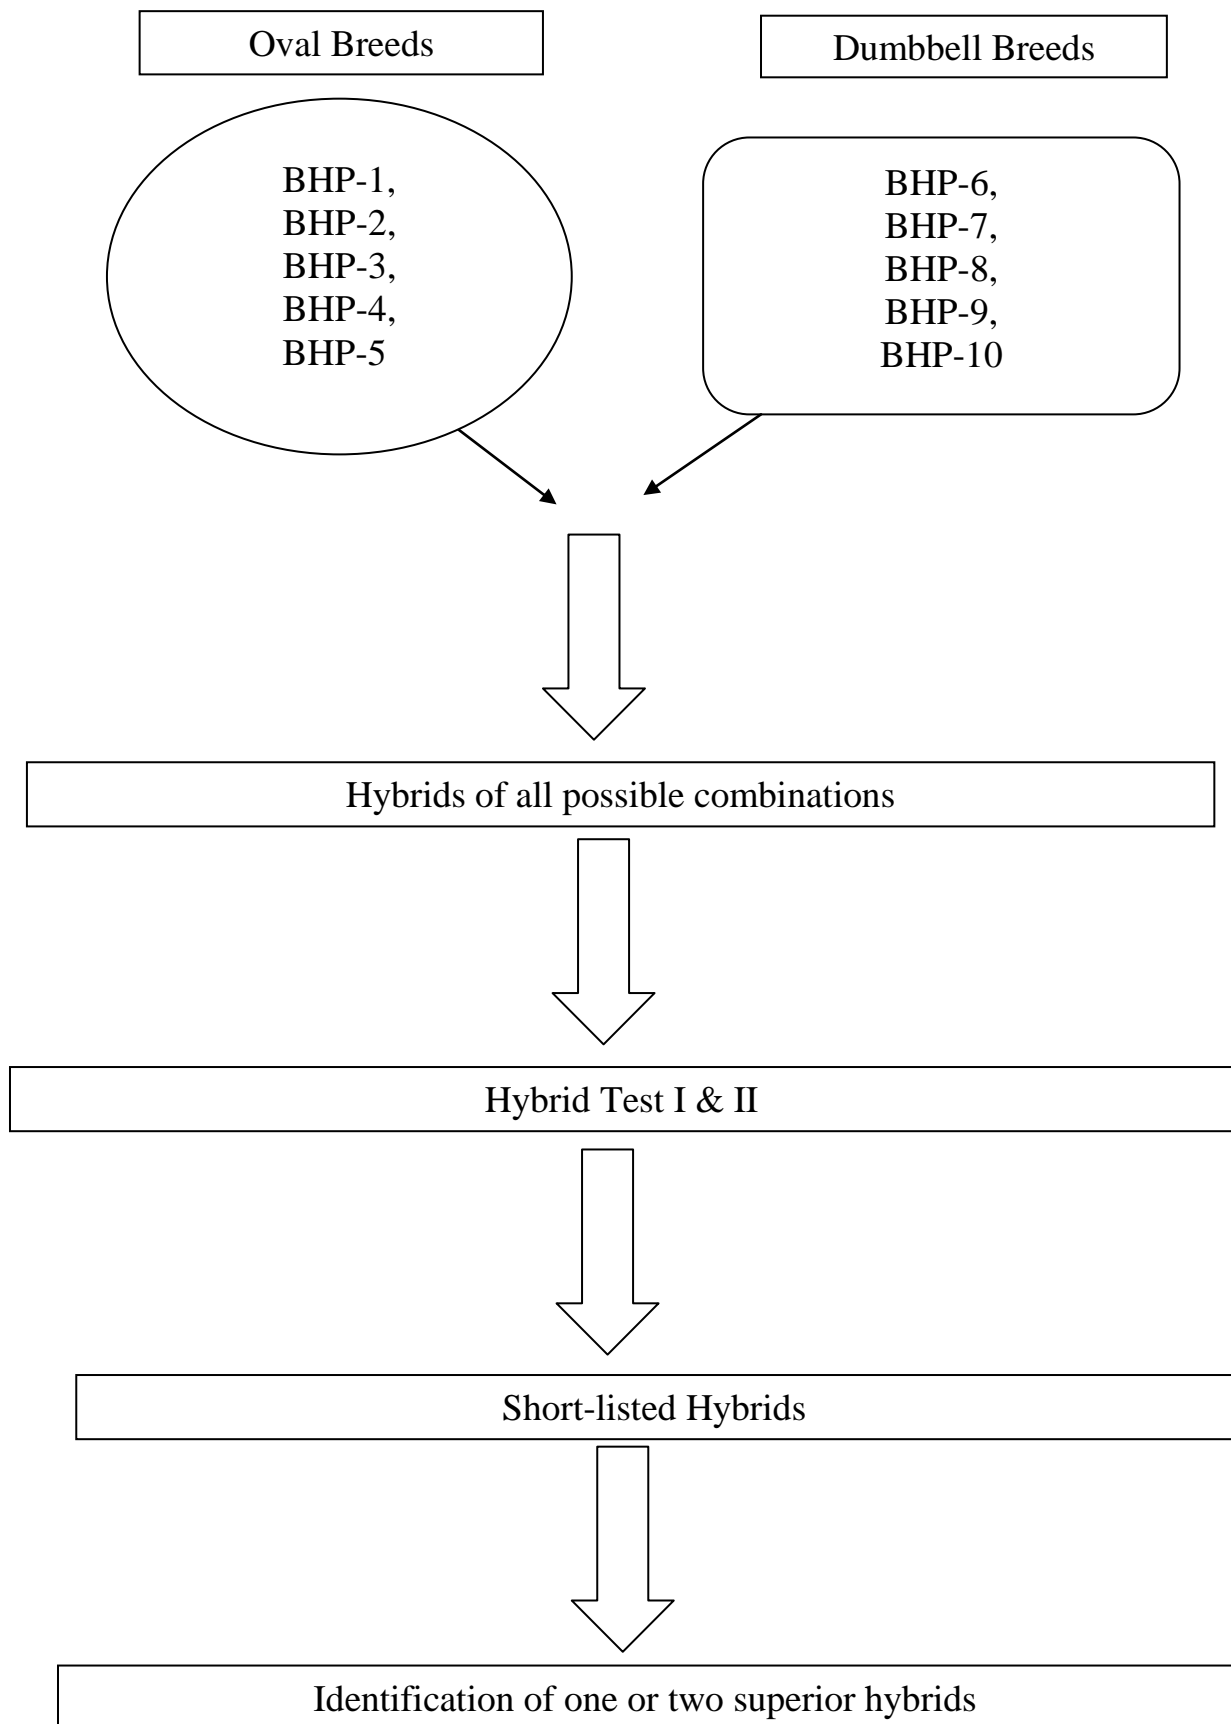 Oval Breeds
Dumbbell Breeds
BHP-1,
BHP-2,
BHP-3,
BHP-4,
BHP-5
BHP-6,
BHP-7,
BHP-8,
BHP-9,
BHP-10
Hybrids of all possible combinations
Hybrid Test I & II
Short-listed Hybrids
Identification of one or two superior hybrids